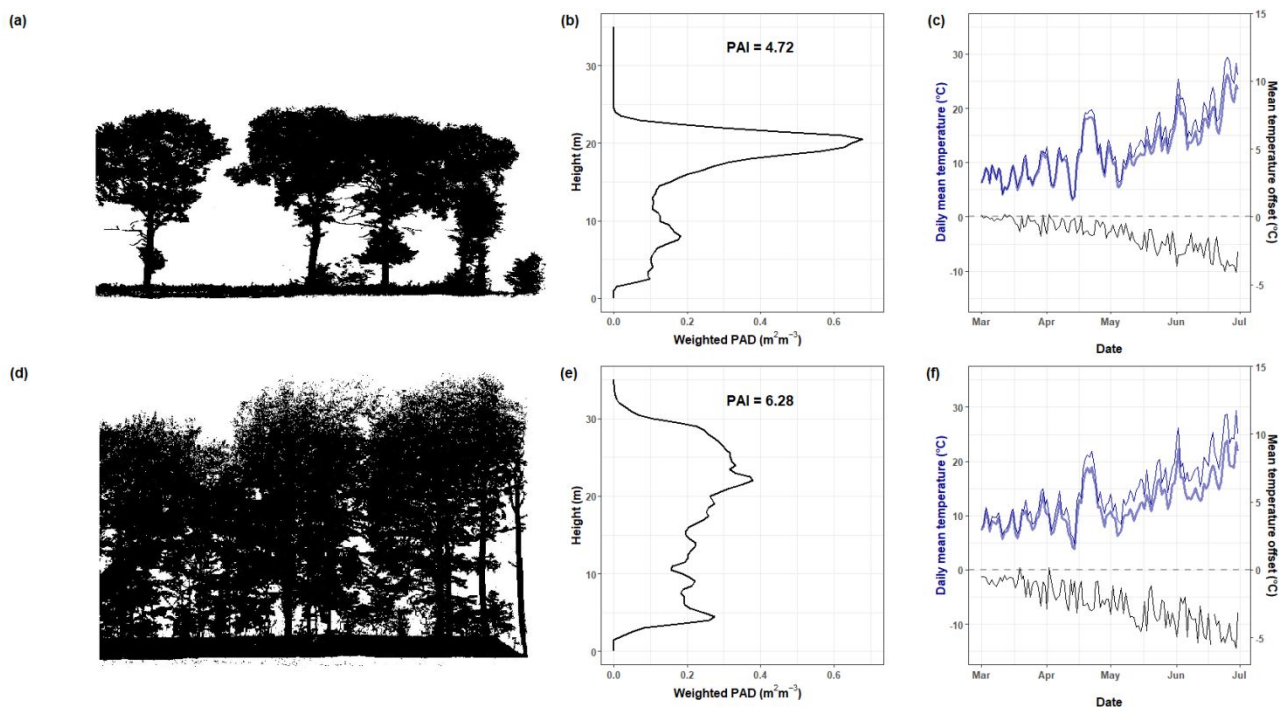 (a)
(b)
PAI = 4.72
Height (m)
30
20
10
0
0.0 0.2 0.4 0.6
Weighted PAD (m²m⁻³)
(c)
Daily mean temperature (°C)
30
20
10
0
-10
Mar Apr May Jun Jul
Date
15
10
5
0
-5
Mean temperature offset (°C)
(d)
(e)
PAI = 6.28
Height (m)
30
20
10
0
0.0 0.2 0.4 0.6
Weighted PAD (m²m⁻³)
(f)
Daily mean temperature (°C)
30
20
10
0
-10
Mar Apr May Jun Jul
Date
15
10
5
0
-5
Mean temperature offset (°C)